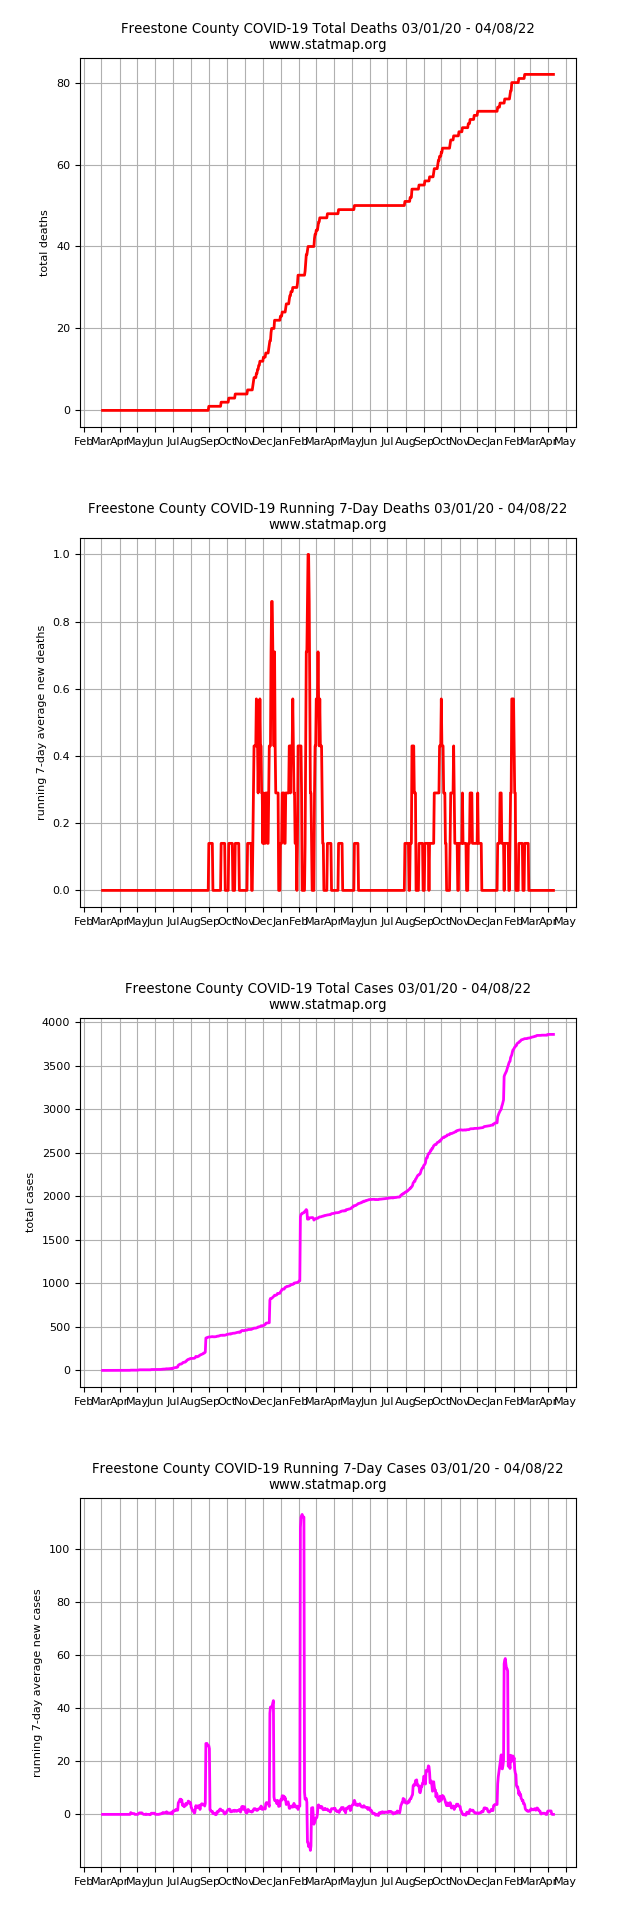 Freestone County COVID-19 Total Deaths 03/01/20 - 04/08/22
www.statmap.org
80
60
40
20
0
total deaths
Feb Mar Apr May Jun Jul Aug Sep Oct Nov Dec Jan Feb Mar Apr May Jun Jul Aug Sep Oct Nov Dec Jan Feb Mar Apr May
Freestone County COVID-19 Running 7-Day Deaths 03/01/20 - 04/08/22
www.statmap.org
1.0
0.8
0.6
0.4
0.2
0.0
running 7-day average new deaths
Feb Mar Apr May Jun Jul Aug Sep Oct Nov Dec Jan Feb Mar Apr May Jun Jul Aug Sep Oct Nov Dec Jan Feb Mar Apr May
Freestone County COVID-19 Total Cases 03/01/20 - 04/08/22
www.statmap.org
4000
3500
3000
2500
2000
1500
1000
500
0
total cases
Feb Mar Apr May Jun Jul Aug Sep Oct Nov Dec Jan Feb Mar Apr May Jun Jul Aug Sep Oct Nov Dec Jan Feb Mar Apr May
Freestone County COVID-19 Running 7-Day Cases 03/01/20 - 04/08/22
www.statmap.org
100
80
60
40
20
0
running 7-day average new cases
Feb Mar Apr May Jun Jul Aug Sep Oct Nov Dec Jan Feb Mar Apr May Jun Jul Aug Sep Oct Nov Dec Jan Feb Mar Apr May